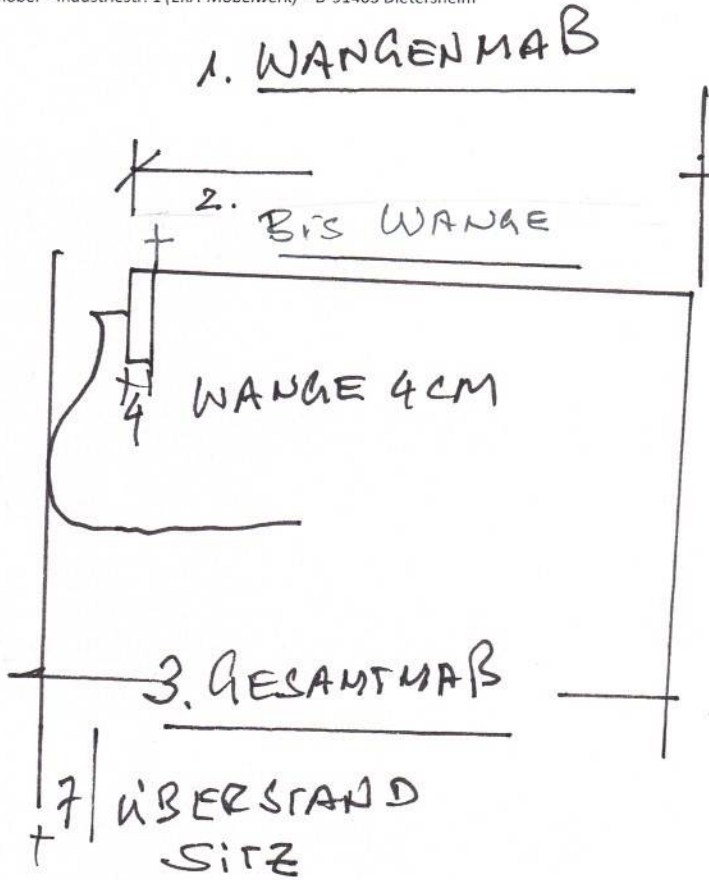 1. WANGENMAß
2.
Bis WANGE
4
WANGE 4CM
3. GESAMTMAß
7 ÜBERSTAND
SiTZ